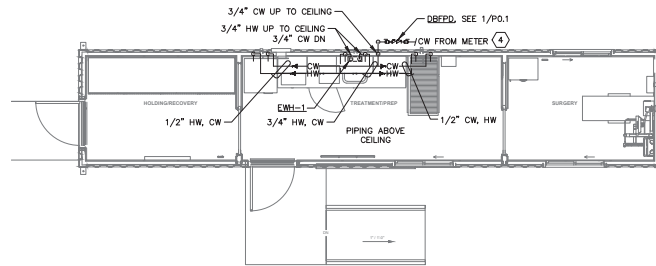 3/4" CW UP TO CEILING
3/4" HW UP TO CEILING
3/4" CW DN
DBFPD, SEE 1/P0.1
CW FROM METER 4
CW
HW
CW
HW
HOLDING/RECOVERY
TREATMENT/PREP
SURGERY
1/2" HW, CW
EWH-1
3/4" HW, CW
1/2" CW, HW
PIPING ABOVE
CEILING
DN